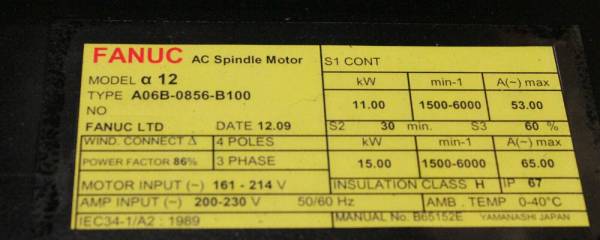 FANUC AC Spindle Motor
MODEL α 12
TYPE A06B-0856-B100
NO
FANUC LTD DATE 12.09
WIND. CONNECT Δ 4 POLES
POWER FACTOR 86% 3 PHASE
MOTOR INPUT (~) 161 - 214 V
AMP INPUT (~) 200-230 V 50/60 Hz
IEC34-1/A2 : 1989
S1 CONT
kW min-1 A(~) max
11.00 1500-6000 53.00
S2 30 min. S3 60 %
kW min-1 A(~) max
15.00 1500-6000 65.00
INSULATION CLASS H IP 67
AMB. TEMP 0-40°C
MANUAL No. B65152E YAMANASHI JAPAN